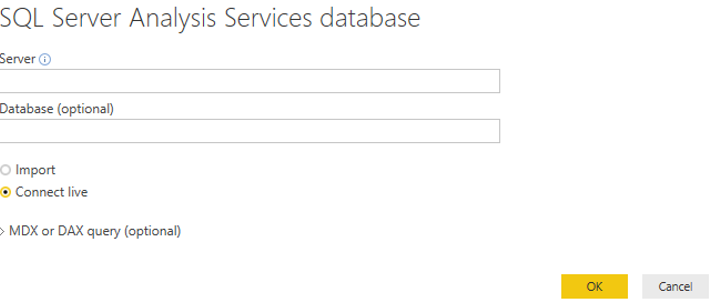 SQL Server Analysis Services database
Server
Database (optional)
Import
Connect live
MDX or DAX query (optional)
OK Cancel